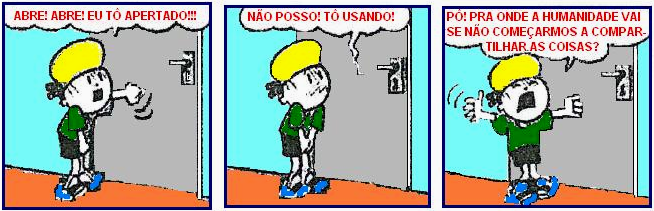 ABRE! ABRE! EU TÔ APERTADO!!!
NÃO POSSO! TÔ USANDO!
PÓ! PRA ONDE A HUMANIDADE VAI
SE NÃO COMEÇARMOS A COMPAR-
TILHAR AS COISAS?